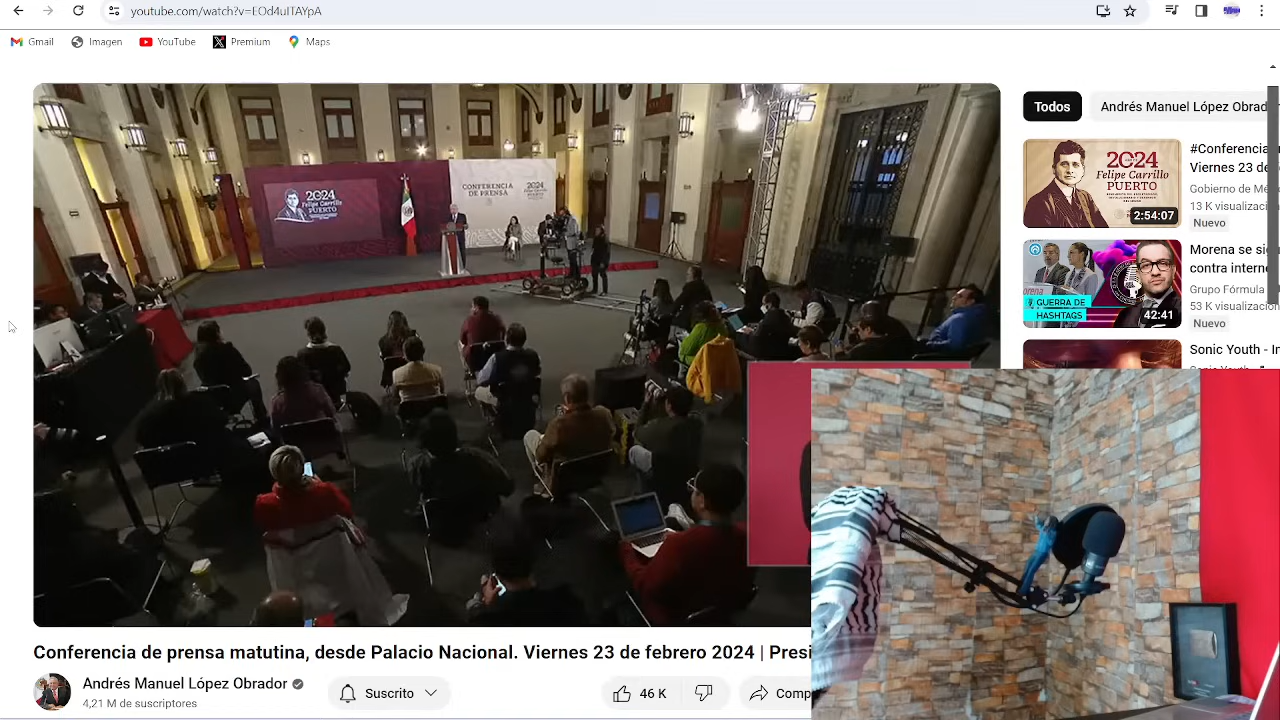 youtube.com/watch?v=EOd4uITAYpA
Gmail
Imagen
YouTube
Premium
Maps
2024
Felipe Carrillo
PUERTO
CONFERENCIA
DE PRENSA
2024
Todos
Andrés Manuel López Obrad
2024
Felipe Carrillo
PUERTO
2:54:07
#Conferencia
Viernes 23 de
Gobierno de Mé
13 K visualizacio
Nuevo
GUERRA DE
HASHTAGS
42:41
Morena se si
contra intern
Grupo Fórmula
53 K visualizacion
Nuevo
Sonic Youth - In
Conferencia de prensa matutina, desde Palacio Nacional. Viernes 23 de febrero 2024 | Presi
Andrés Manuel López Obrador
4,21 M de suscriptores
Suscrito
46 K
Comp